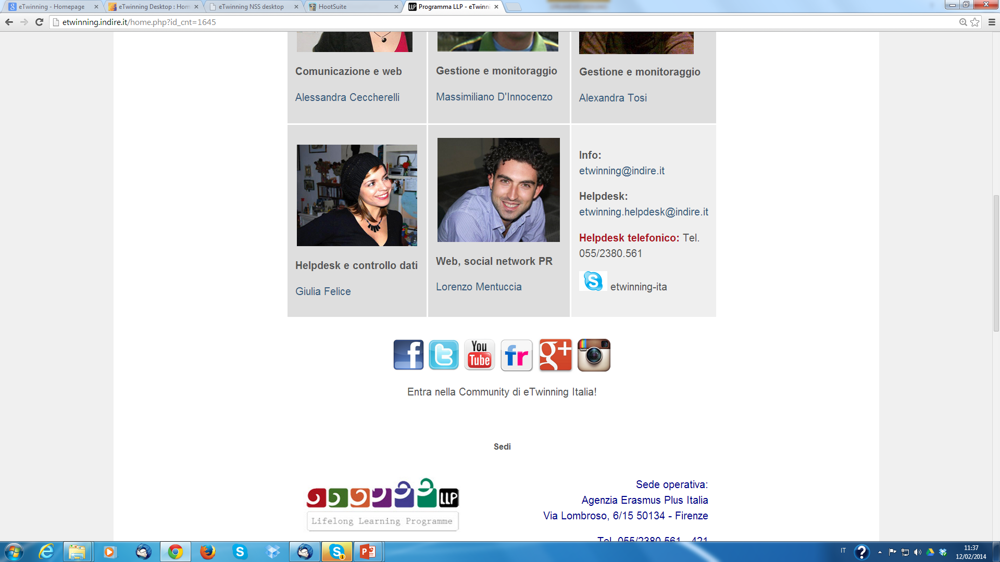 eTwinning - Homepage
eTwinning Desktop : Hom
eTwinning NSS desktop
HootSuite
LLP Programma LLP - eTwinni
etwinning.indire.it/home.php?id_cnt=1645
Comunicazione e web
Alessandra Ceccherelli
Gestione e monitoraggio
Massimiliano D'Innocenzo
Gestione e monitoraggio
Alexandra Tosi
Helpdesk e controllo dati
Giulia Felice
Web, social network PR
Lorenzo Mentuccia
Info:
etwinning@indire.it
Helpdesk:
etwinning.helpdesk@indire.it
Helpdesk telefonico: Tel.
055/2380.561
etwinning-ita
You
Tube
fr
g+
Entra nella Community di eTwinning Italia!
Sedi
LLP
Lifelong Learning Programme
Sede operativa:
Agenzia Erasmus Plus Italia
Via Lombroso, 6/15 50134 - Firenze
Tel. 055/2380.561 - 421
IT
11:37
12/02/2014